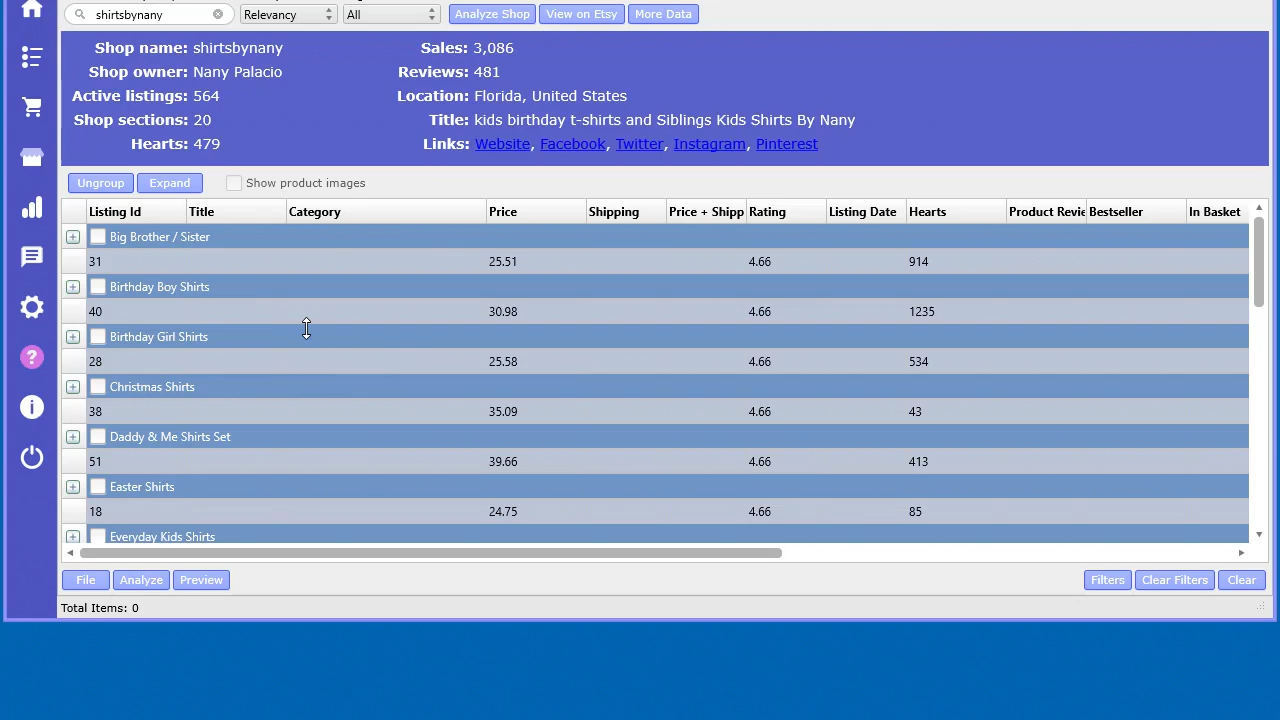 shirtsbynany Relevancy All Analyze Shop View on Etsy More Data
Shop name: shirtsbynany Sales: 3,086
Shop owner: Nany Palacio Reviews: 481
Active listings: 564 Location: Florida, United States
Shop sections: 20 Title: kids birthday t-shirts and Siblings Kids Shirts By Nany
Hearts: 479 Links: Website, Facebook, Twitter, Instagram, Pinterest
Ungroup Expand Show product images
Listing Id Title Category Price Shipping Price + Shipp Rating Listing Date Hearts Product Revie Bestseller In Basket
Big Brother / Sister
31 25.51 4.66 914
Birthday Boy Shirts
40 30.98 4.66 1235
Birthday Girl Shirts
28 25.58 4.66 534
Christmas Shirts
38 35.09 4.66 43
Daddy & Me Shirts Set
51 39.66 4.66 413
Easter Shirts
18 24.75 4.66 85
Everyday Kids Shirts
File Analyze Preview Filters Clear Filters Clear
Total Items: 0